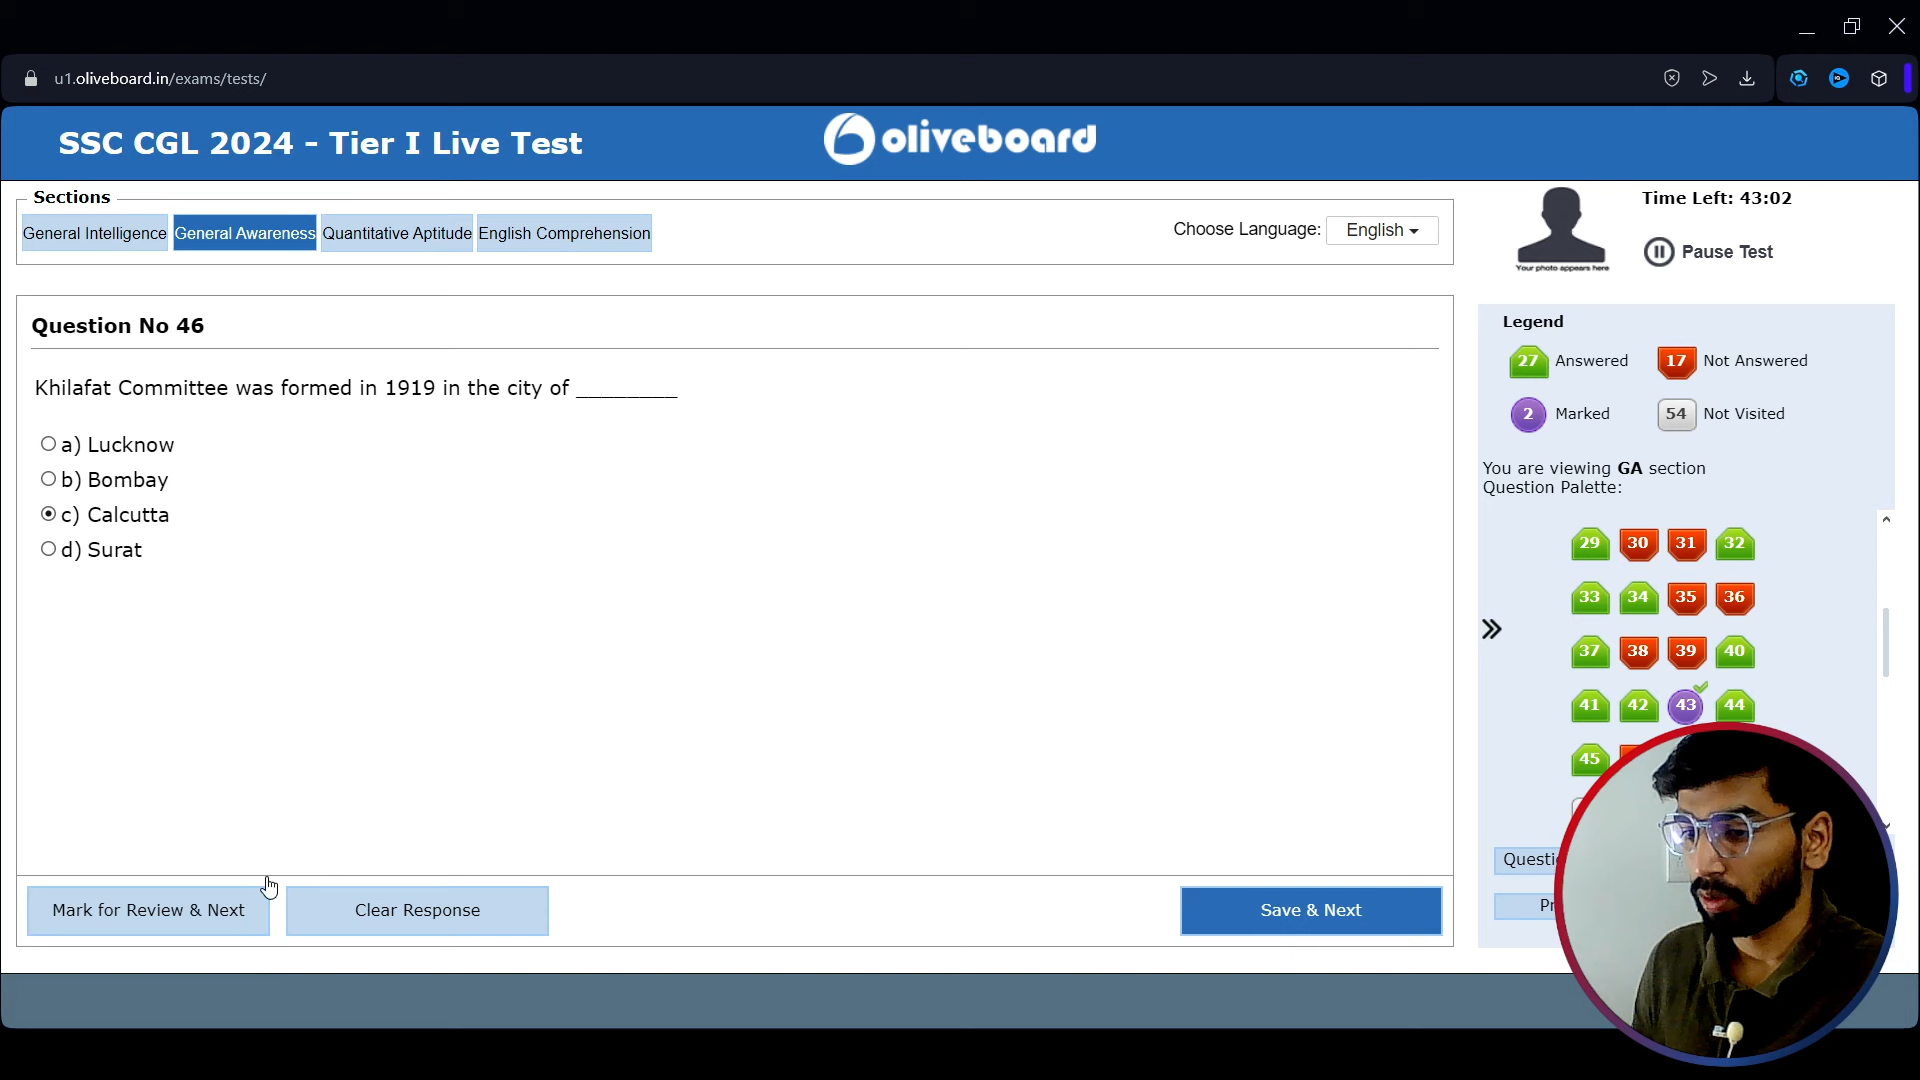 u1.oliveboard.in/exams/tests/
SSC CGL 2024 - Tier I Live Test
oliveboard
Sections
General Intelligence
General Awareness
Quantitative Aptitude
English Comprehension
Choose Language:
English
Your photo appears here
Time Left: 43:02
Pause Test
Question No 46
Khilafat Committee was formed in 1919 in the city of ________
a) Lucknow
b) Bombay
c) Calcutta
d) Surat
Mark for Review & Next
Clear Response
Save & Next
Legend
27 Answered
17 Not Answered
2 Marked
54 Not Visited
You are viewing GA section
Question Palette:
29 30 31 32
33 34 35 36
37 38 39 40
41 42 43 44
45